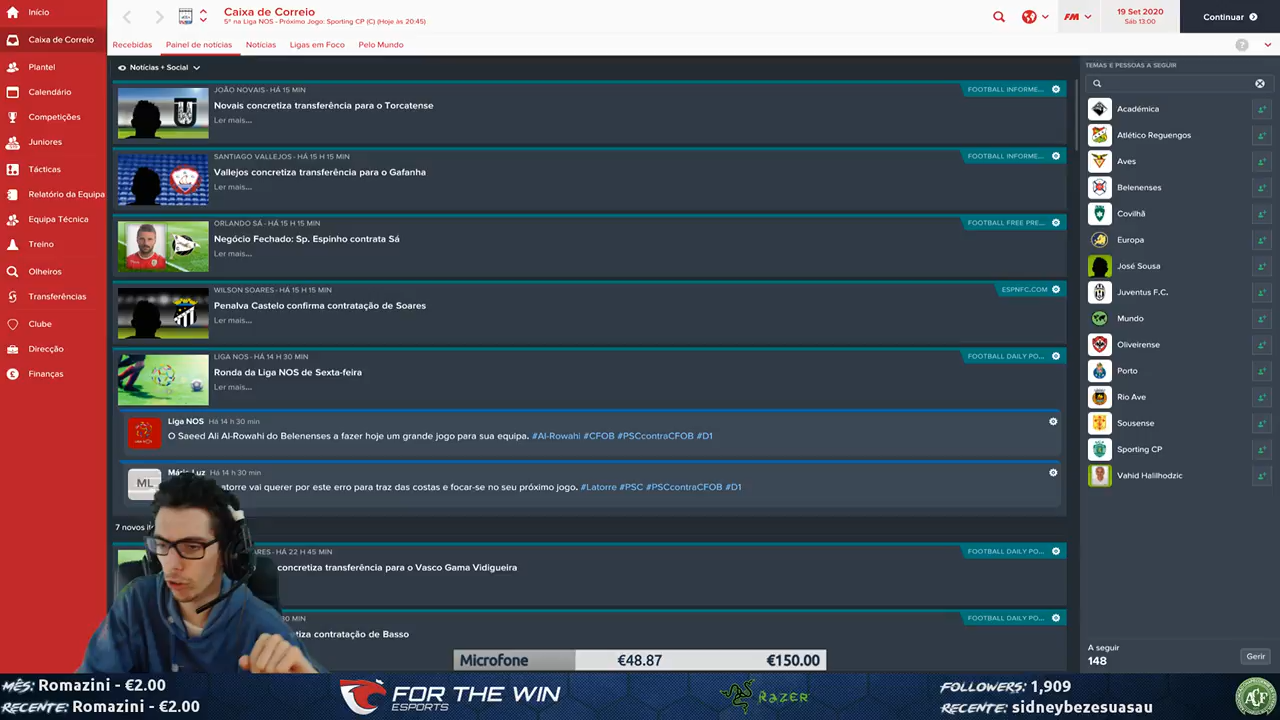 Início
Caixa de Correio
Plantel
Calendário
Competições
Juniores
Tácticas
Relatório da Equipa
Equipa Técnica
Treino
Olheiros
Transferências
Clube
Direcção
Finanças
Caixa de Correio
5º na Liga NOS - Próximo Jogo: Sporting CP (C) (Hoje às 20:45)
FM
19 Set 2020
Sáb 13:00
Continuar
Recebidas
Painel de notícias
Notícias
Ligas em Foco
Pelo Mundo
Notícias + Social
JOÃO NOVAIS - HÁ 15 MIN
FOOTBALL INFORME...
Novais concretiza transferência para o Torcatense
Ler mais...
SANTIAGO VALLEJOS - HÁ 15 H 15 MIN
FOOTBALL INFORME...
Vallejos concretiza transferência para o Gafanha
Ler mais...
ORLANDO SÁ - HÁ 15 H 15 MIN
FOOTBALL FREE PRE...
Negócio Fechado: Sp. Espinho contrata Sá
Ler mais...
WILSON SOARES - HÁ 15 H 15 MIN
ESPNFC.COM
Penalva Castelo confirma contratação de Soares
Ler mais...
LIGA NOS - HÁ 14 H 30 MIN
FOOTBALL DAILY PO...
Ronda da Liga NOS de Sexta-feira
Ler mais...
Liga NOS Há 14 h 30 min
O Saeed Ali Al-Rowahi do Belenenses a fazer hoje um grande jogo para sua equipa. #Al-Rowahi #CFOB #PSCcontraCFOB #D1
ML
Mário Luz Há 14 h 30 min
Latorre vai querer por este erro para traz das costas e focar-se no seu próximo jogo. #Latorre #PSC #PSCcontraCFOB #D1
7 novos
ARES - HÁ 22 H 45 MIN
FOOTBALL DAILY PO...
concretiza transferência para o Vasco Gama Vidigueira
30 MIN
FOOTBALL DAILY PO...
tiza contratação de Basso
TEMAS E PESSOAS A SEGUIR
Académica
Atlético Reguengos
Aves
Belenenses
Covilhã
Europa
José Sousa
Juventus F.C.
Mundo
Oliveirense
Porto
Rio Ave
Sousense
Sporting CP
Vahid Halilhodzic
A seguir
148
Gerir
Microfone €48.87 €150.00
MÊS: Romazini - €2.00
RECENTE: Romazini - €2.00
FOR THE WIN
ESPORTS
RAZER
FOLLOWERS: 1,909
RECENTE: sidneybezesuasau
ACF